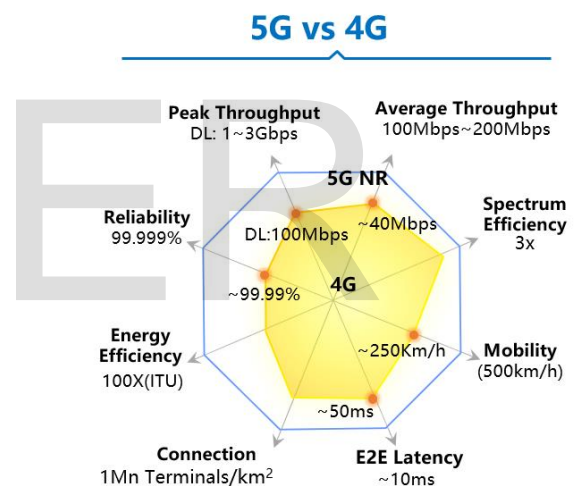 5G vs 4G
ER
Peak Throughput
DL: 1~3Gbps
Average Throughput
100Mbps~200Mbps
5G NR
Spectrum
Efficiency
3x
Reliability
99.999%
DL:100Mbps
~40Mbps
4G
~99.99%
Energy
Efficiency
100X(ITU)
~250Km/h
Mobility
(500km/h)
~50ms
Connection
1Mn Terminals/km²
E2E Latency
~10ms